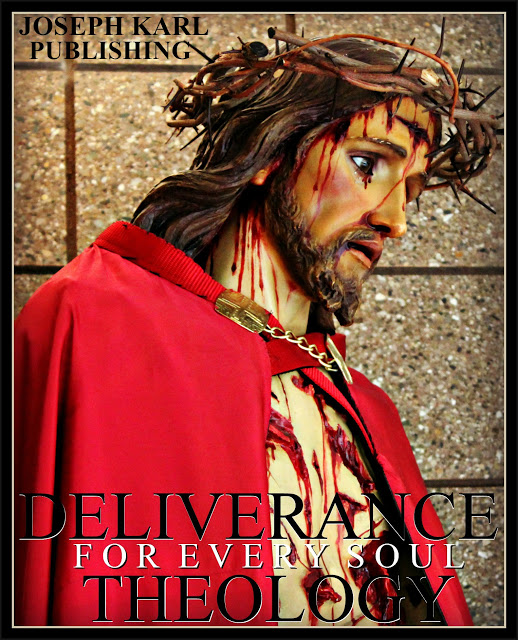 JOSEPH KARL
PUBLISHING
DELIVERANCE
FOR EVERY SOUL
THEOLOGY